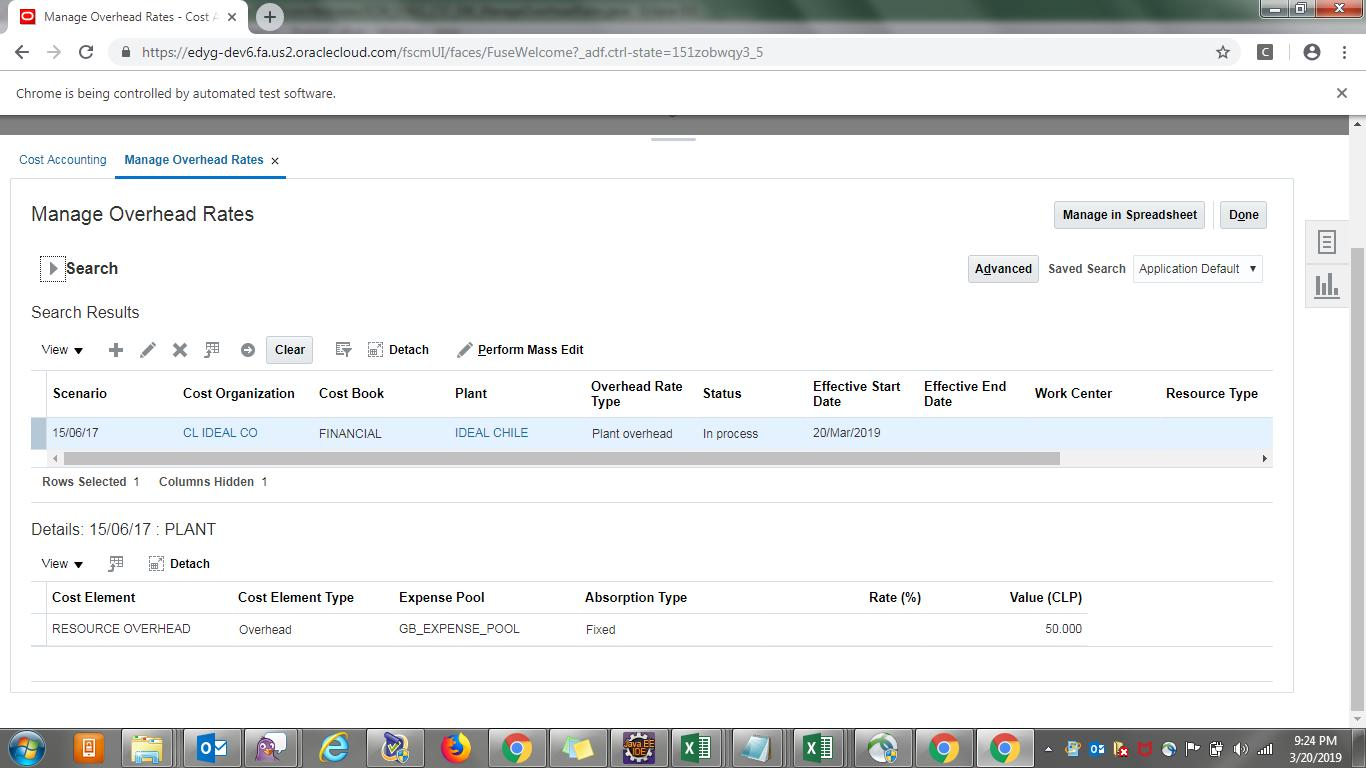 Manage Overhead Rates - Cost A
https://edyg-dev6.fa.us2.oraclecloud.com/fscmUI/faces/FuseWelcome?_adf.ctrl-state=151zobwqy3_5
Chrome is being controlled by automated test software.
Cost Accounting Manage Overhead Rates
Manage Overhead Rates
Manage in Spreadsheet Done
Search
Advanced Saved Search Application Default
Search Results
View Clear Detach Perform Mass Edit
Scenario Cost Organization Cost Book Plant Overhead Rate Type Status Effective Start Date Effective End Date Work Center Resource Type
15/06/17 CL IDEAL CO FINANCIAL IDEAL CHILE Plant overhead In process 20/Mar/2019
Rows Selected 1 Columns Hidden 1
Details: 15/06/17 : PLANT
View Detach
Cost Element Cost Element Type Expense Pool Absorption Type Rate (%) Value (CLP)
RESOURCE OVERHEAD Overhead GB_EXPENSE_POOL Fixed 50.000
Java EE
IDE
9:24 PM
3/20/2019